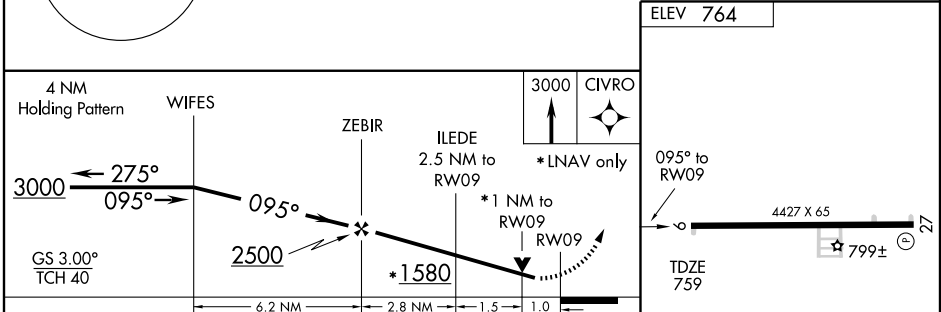 ELEV 764
4 NM
Holding Pattern
WIFES
ZEBIR
ILEDE
2.5 NM to
RW09
3000
CIVRO
*LNAV only
*1 NM to
RW09
RW09
3000
275°
095°
095°
2500
*1580
GS 3.00°
TCH 40
6.2 NM
2.8 NM
1.5
1.0
095° to
RW09
9
4427 X 65
27
P
799±
TDZE
759